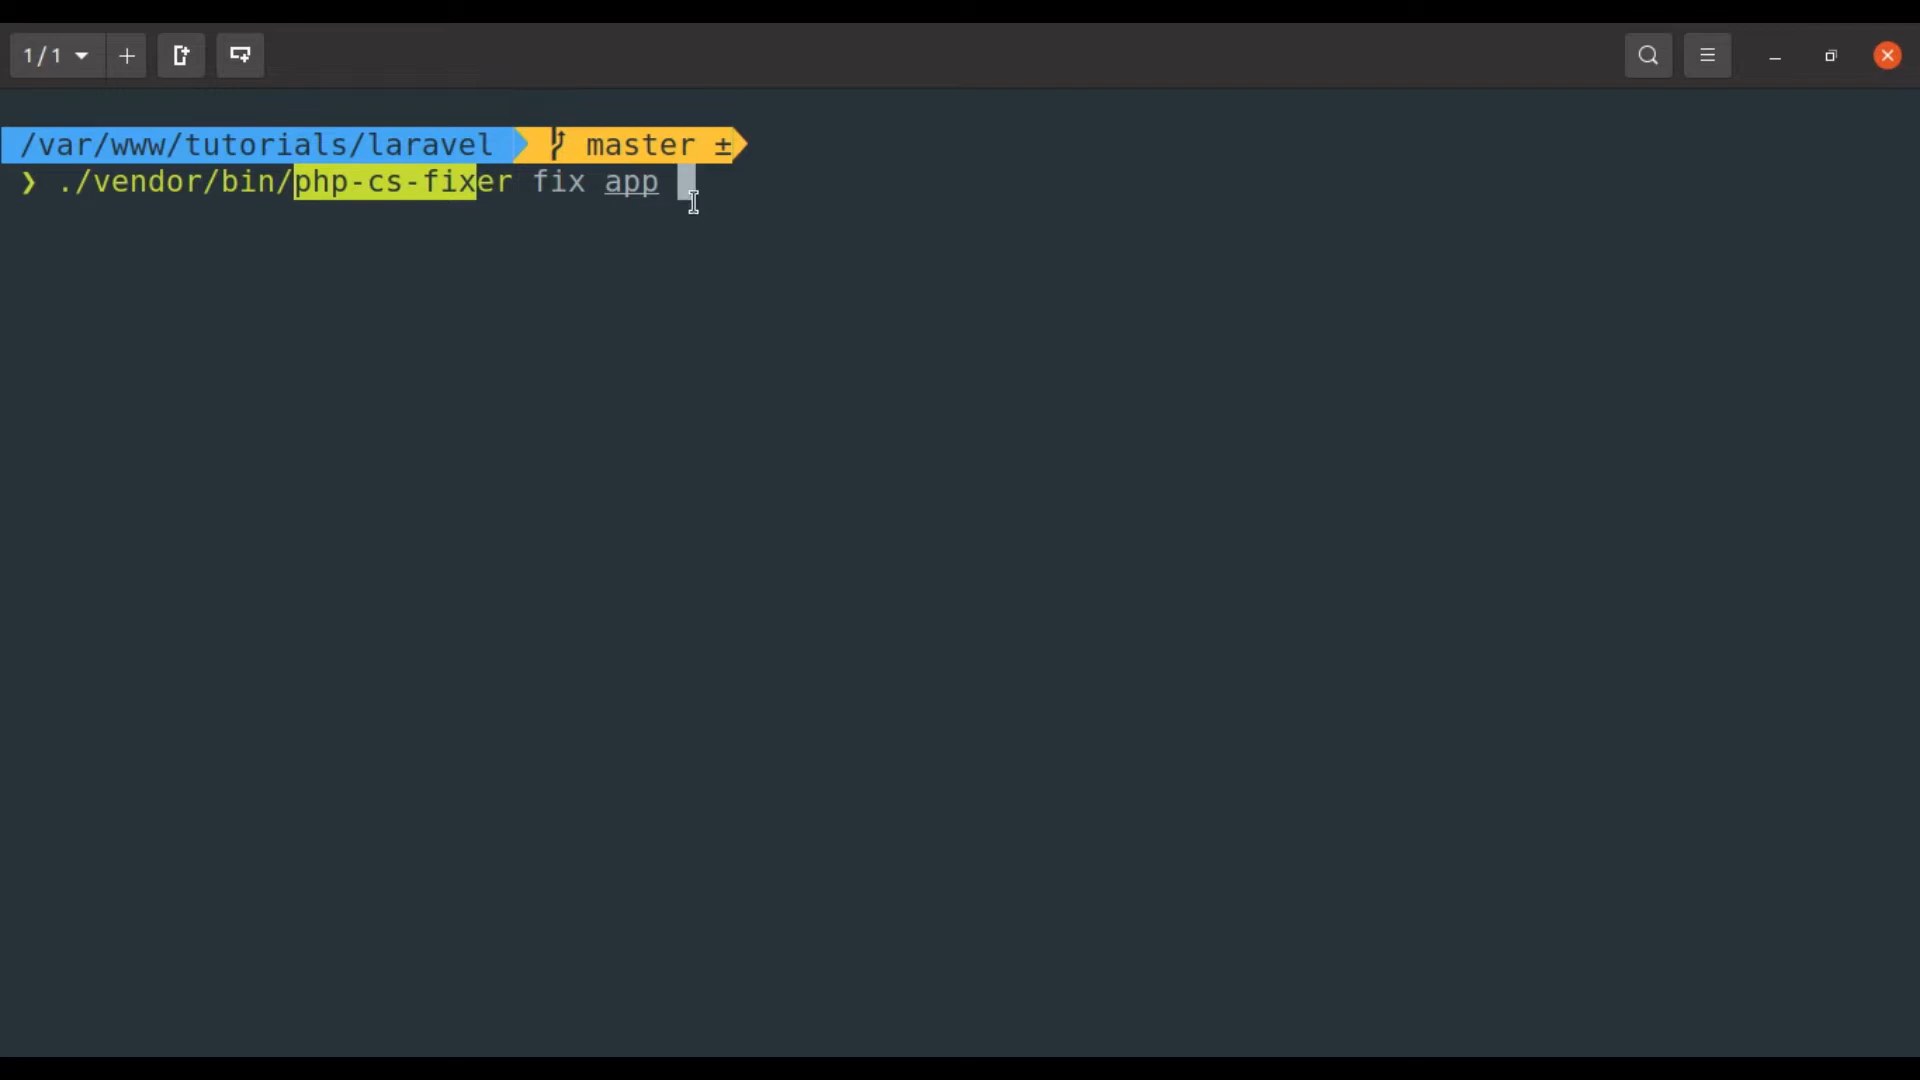 1/1
/var/www/tutorials/laravel master ±
❯ ./vendor/bin/php-cs-fixer fix app